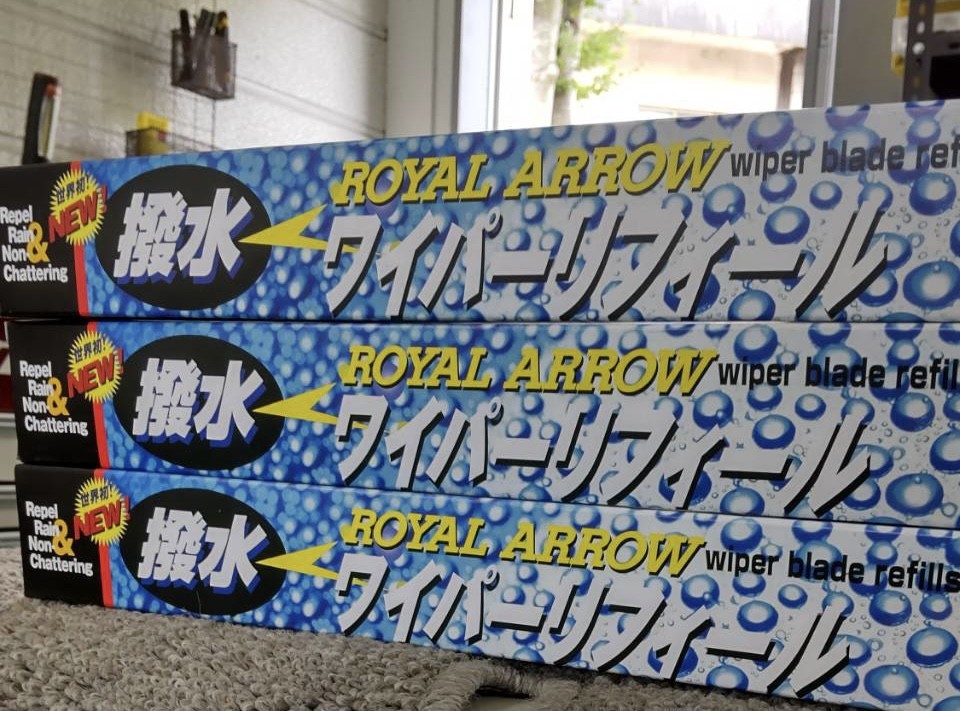 Repel
Rain
&
Non-
Chattering
世界初!
NEW!
撥水
ROYAL ARROW wiper blade ref
ワイパーリフィール
Repel
Rain
&
Non-
Chattering
世界初!
NEW!
撥水
ROYAL ARROW wiper blade refil
ワイパーリフィール
Repel
Rain
&
Non-
Chattering
世界初!
NEW!
撥水
ROYAL ARROW wiper blade refills
ワイパーリフィール